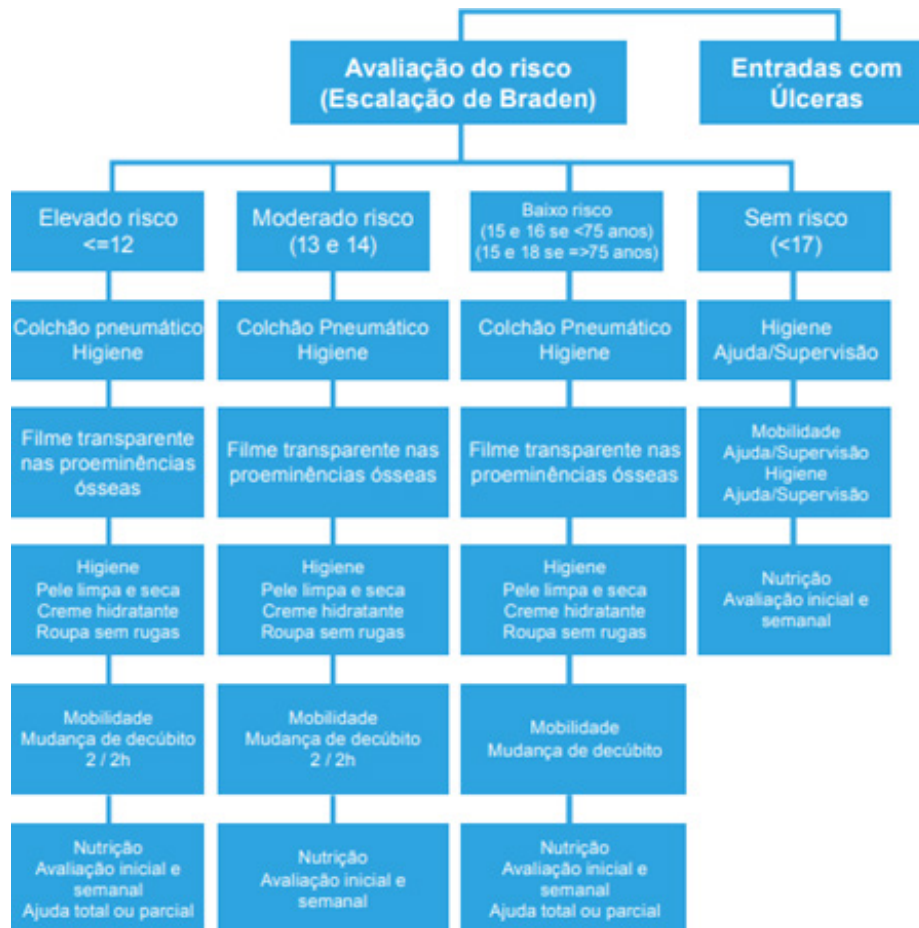 Avaliação do risco
(Escalação de Braden)
Entradas com
Úlceras
Elevado risco
<=12
Moderado risco
(13 e 14)
Baixo risco
(15 e 16 se <75 anos)
(15 e 18 se =>75 anos)
Sem risco
(<17)
Colchão pneumático
Higiene
Colchão Pneumático
Higiene
Colchão Pneumático
Higiene
Higiene
Ajuda/Supervisão
Filme transparente
nas proeminências
ósseas
Filme transparente nas
proeminências ósseas
Filme transparente nas
proeminências ósseas
Mobilidade
Ajuda/Supervisão
Higiene
Ajuda/Supervisão
Higiene
Pele limpa e seca
Creme hidratante
Roupa sem rugas
Higiene
Pele limpa e seca
Creme hidratante
Roupa sem rugas
Higiene
Pele limpa e seca
Creme hidratante
Roupa sem rugas
Nutrição
Avaliação inicial e
semanal
Mobilidade
Mudança de decúbito
2 / 2h
Mobilidade
Mudança de decúbito
2 / 2h
Mobilidade
Mudança de decúbito
Nutrição
Avaliação inicial e
semanal
Ajuda total ou parcial
Nutrição
Avaliação inicial e
semanal
Nutrição
Avaliação inicial e
semanal
Ajuda total ou parcial